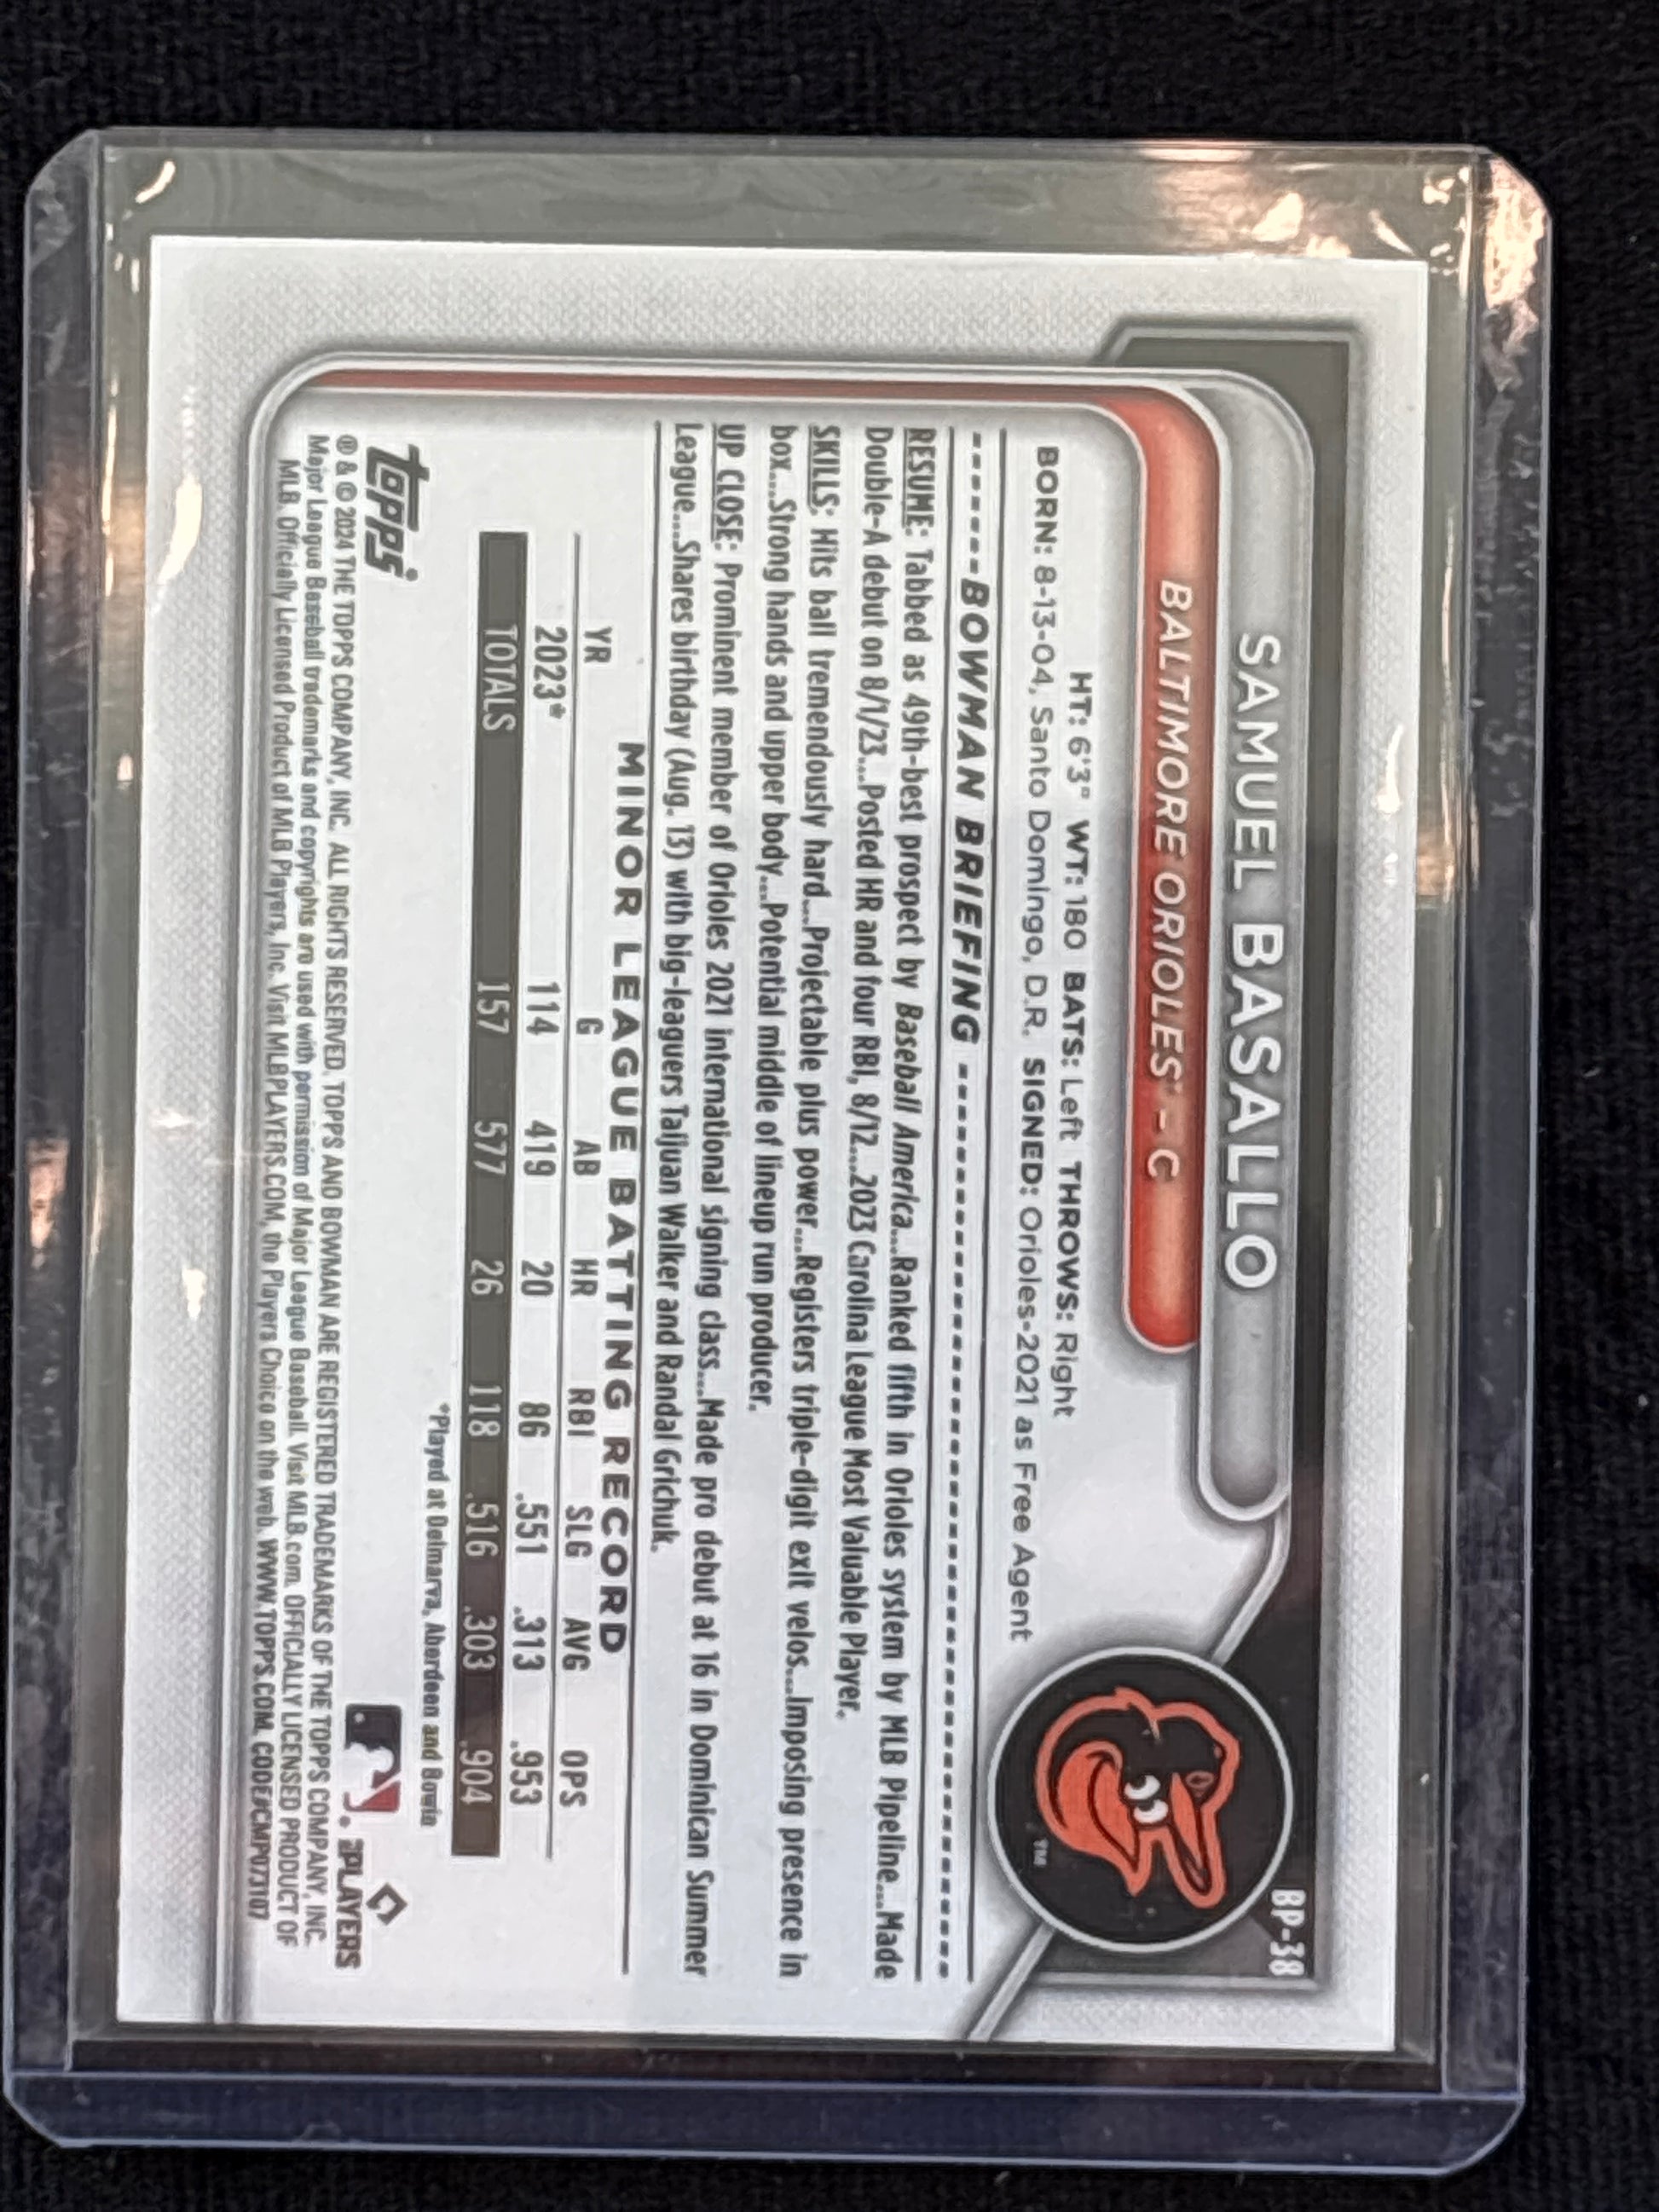 BP-38
SAMUEL BASALLO
BALTIMORE ORIOLES™ - C
HT: 6'3" WT: 180 BATS: Left THROWS: Right
BORN: 8-13-04, Santo Domingo, D.R. SIGNED: Orioles-2021 as Free Agent
TM
-----BOWMAN BRIEFING -----
RESUME: Tabbed as 49th-best prospect by Baseball America....Ranked fifth in Orioles system by MLB Pipeline....Made
Double-A debut on 8/1/23....Posted HR and four RBI, 8/12....2023 Carolina League Most Valuable Player.
SKILLS: Hits ball tremendously hard....Projectable plus power....Registers triple-digit exit velos....Imposing presence in
box....Strong hands and upper body....Potential middle of lineup run producer.
UP CLOSE: Prominent member of Orioles 2021 international signing class....Made pro debut at 16 in Dominican Summer
League....Shares birthday (Aug. 13) with big-leaguers Taijuan Walker and Randal Grichuk.
MINOR LEAGUE BATTING RECORD
YR G AB HR RBI SLG AVG OPS
2023* 114 419 20 86 .551 .313 .953
TOTALS 157 577 26 118 .516 .303 .904
*Played at Delmarva, Aberdeen and Bowie
topps
PLAYERS
® & © 2024 THE TOPPS COMPANY, INC. ALL RIGHTS RESERVED. TOPPS AND BOWMAN ARE REGISTERED TRADEMARKS OF THE TOPPS COMPANY, INC.
Major League Baseball trademarks and copyrights are used with permission of Major League Baseball. Visit MLB.com. OFFICIALLY LICENSED PRODUCT OF
MLB. Officially Licensed Product of MLB Players, Inc. Visit MLBPLAYERS.COM, the Players Choice on the web. WWW.TOPPS.COM. CODE#CMP073107